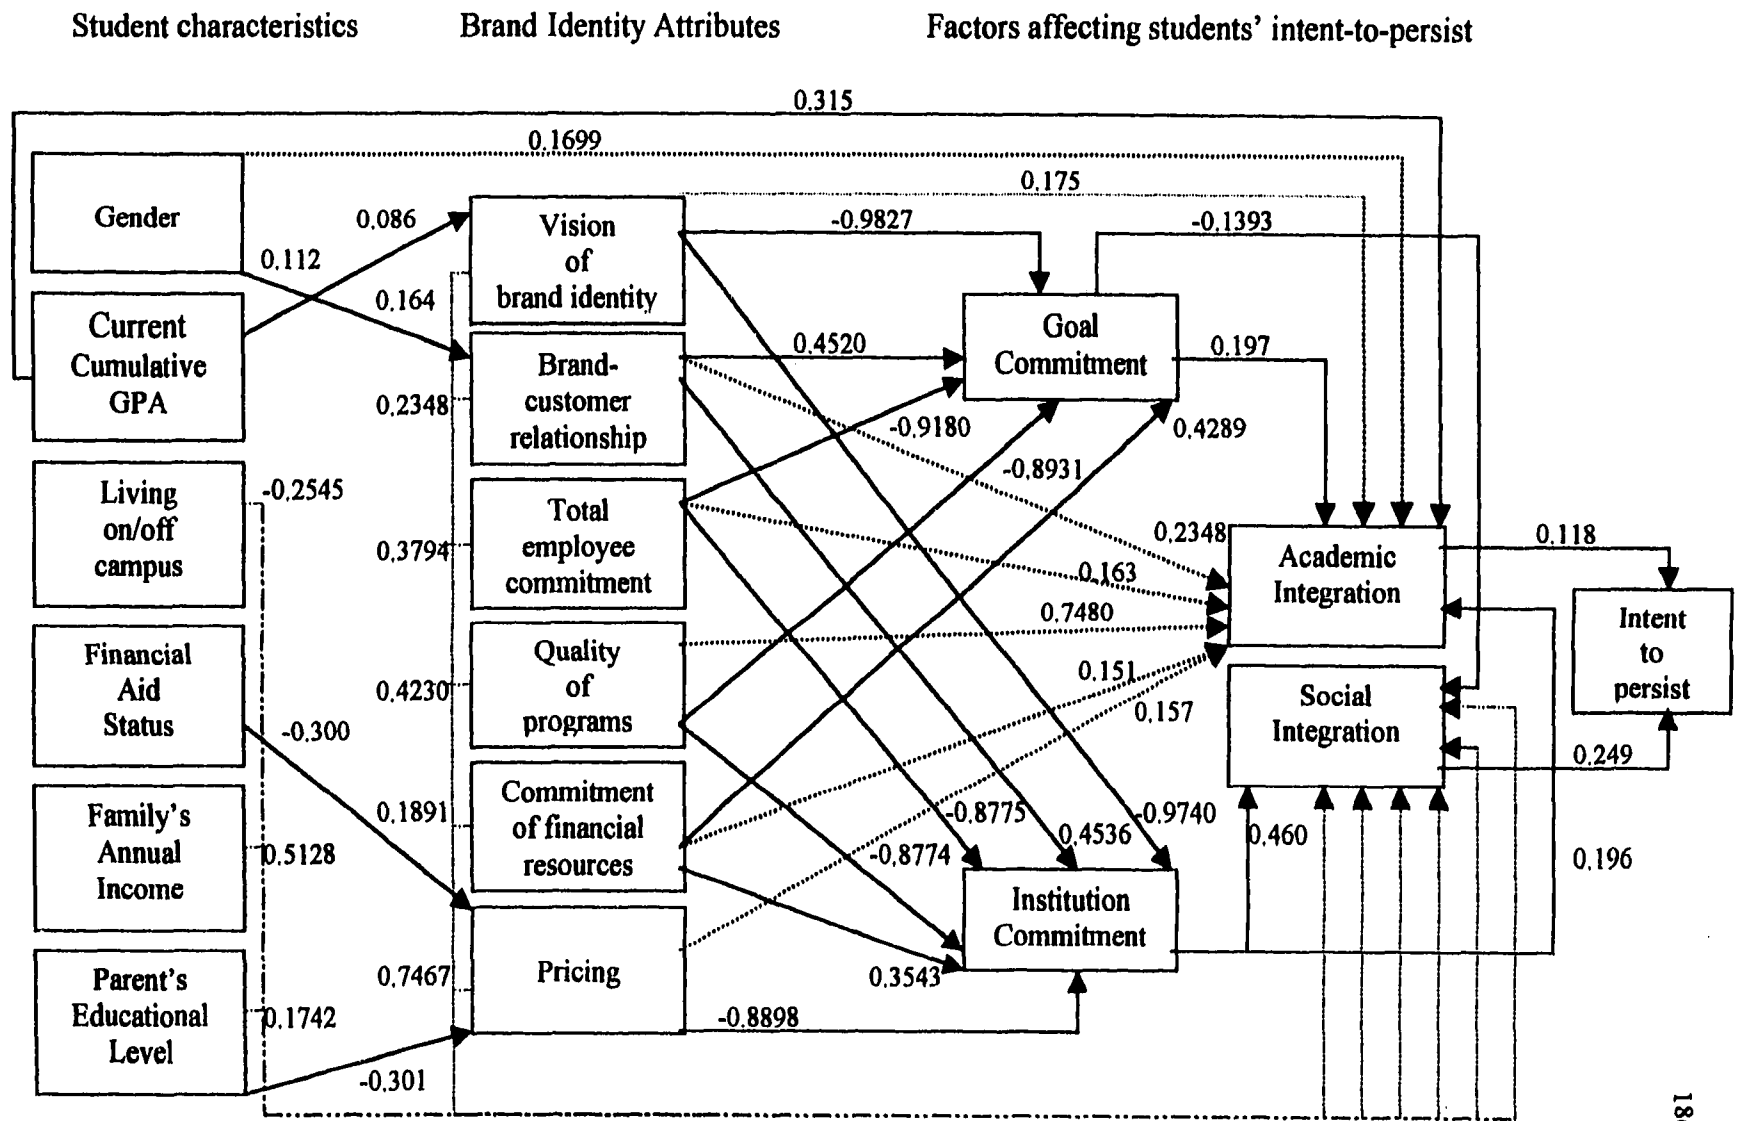 Student characteristics
Brand Identity Attributes
Factors affecting students' intent-to-persist
0.315
0.1699
0.175
Gender
0.086
Vision
of
brand identity
-0.9827
-0.1393
0.112
0.164
Current
Cumulative
GPA
Brand-
customer
relationship
0.4520
Goal
Commitment
0.197
0.2348
-0.9180
0.4289
-0.8931
Living
on/off
campus
-0.2545
Total
employee
commitment
0.3794
0.2348
0.163
Academic
Integration
0.118
Intent
to
persist
0.7480
Financial
Aid
Status
Quality
of
programs
0.4230
0.151
0.157
Social
Integration
-0.300
0.249
Family's
Annual
Income
0.1891
Commitment
of financial
resources
-0.8775
0.4536
-0.9740
0.460
0.5128
-0.8774
0.196
Institution
Commitment
Parent's
Educational
Level
0.7467
Pricing
0.3543
0.1742
-0.8898
-0.301